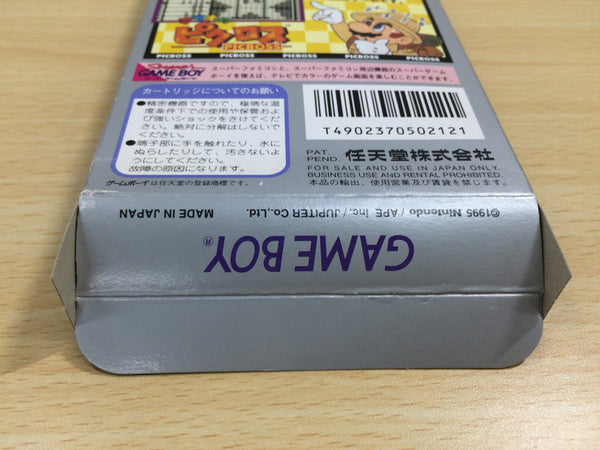 ピクロス
PICROSS
PICROSS PICROSS PICROSS PICROSS PICROSS
Super
GAME BOY
スーパーファミコンと、スーパーファミコン周辺機器のスーパーゲーム
ボーイを使えば、テレビでカラーのゲーム画面を楽しむことができます。
カートリッジについてのお願い
●精密機器ですので、極端な温
度条件下での使用や保管およ
び強いショックをさけてくださ
い。絶対に分解はしないで
ください。
●端子部に手を触れたり、水に
ぬらしたりして、汚さないよ
うにしてください。
故障の原因になります。
ゲームボーイは任天堂の登録商標です。
T4902370502121
PAT.
PEND.
任天堂株式会社
FOR SALE AND USE IN JAPAN ONLY.
BUSINESS USE AND RENTAL PROHIBITED.
本品の輸出、使用営業及び賃貸を禁じます。
©1995 Nintendo / APE inc. / JUPITER Co.,Ltd. MADE IN JAPAN
GAME BOY®